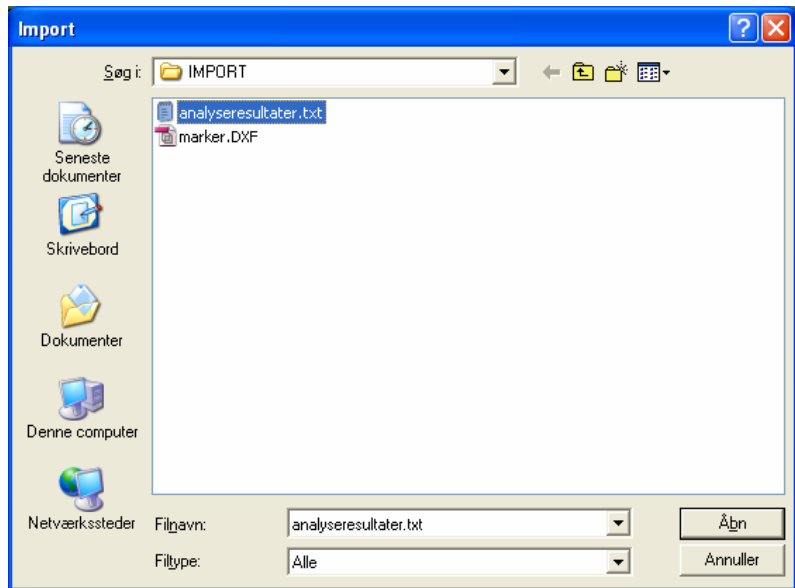 Import
Søg i:
IMPORT
analyseresultater.txt
marker.DXF
Seneste
dokumenter
Skrivebord
Dokumenter
Denne computer
Netværkssteder
Filnavn:
analyseresultater.txt
Åbn
Filtype:
Alle
Annuller